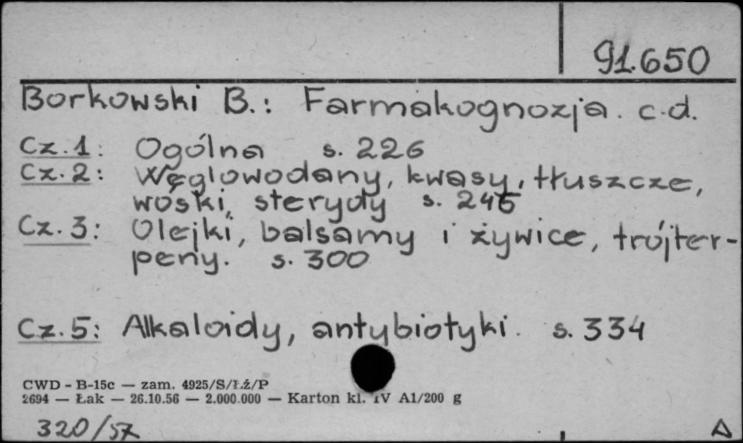 91.650
Borkowski B.: Farmakognozja. c.d.
Cz.1: Ogólna s. 226
Cz.2: Węglowodany, kwasy, tłuszcze,
woski, sterydy s. 245
Cz.3: Olejki, balsamy i żywice, trójter-
peny. s. 300
Cz.5: Alkaloidy, antybiotyki. s. 334
CWD - B-15c — zam. 4925/S/Łż/P
2694 — Łak — 26.10.56 — 2.000.000 — Karton kl. IV A1/200 g
320/57